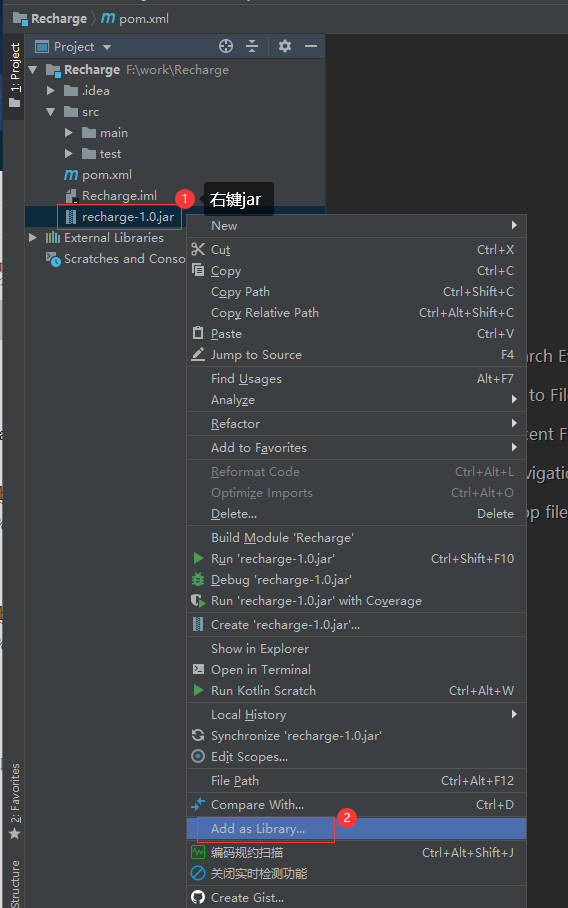 Recharge
pom.xml
1: Project
Project
Recharge F:\work\Recharge
.idea
src
main
test
pom.xml
Recharge.iml
recharge-1.0.jar
1
右键jar
External Libraries
Scratches and Conso
New
Cut Ctrl+X
Copy Ctrl+C
Copy Path Ctrl+Shift+C
Copy Relative Path Ctrl+Alt+Shift+C
Paste Ctrl+V
Jump to Source F4
Find Usages Alt+F7
Analyze
Refactor
Add to Favorites
Reformat Code Ctrl+Alt+L
Optimize Imports Ctrl+Alt+O
Delete... Delete
Build Module 'Recharge'
Run 'recharge-1.0.jar' Ctrl+Shift+F10
Debug 'recharge-1.0.jar'
Run 'recharge-1.0.jar' with Coverage
Create 'recharge-1.0.jar'...
Show in Explorer
Open in Terminal
Run Kotlin Scratch Ctrl+Alt+W
Local History
Synchronize 'recharge-1.0.jar'
Edit Scopes...
File Path Ctrl+Alt+F12
Compare With... Ctrl+D
2
Add as Library...
编码规约扫描 Ctrl+Alt+Shift+J
关闭实时检测功能
Create Gist...
arch Ev
to File
cent F
vigatio
op file
2: Favorites
Structure